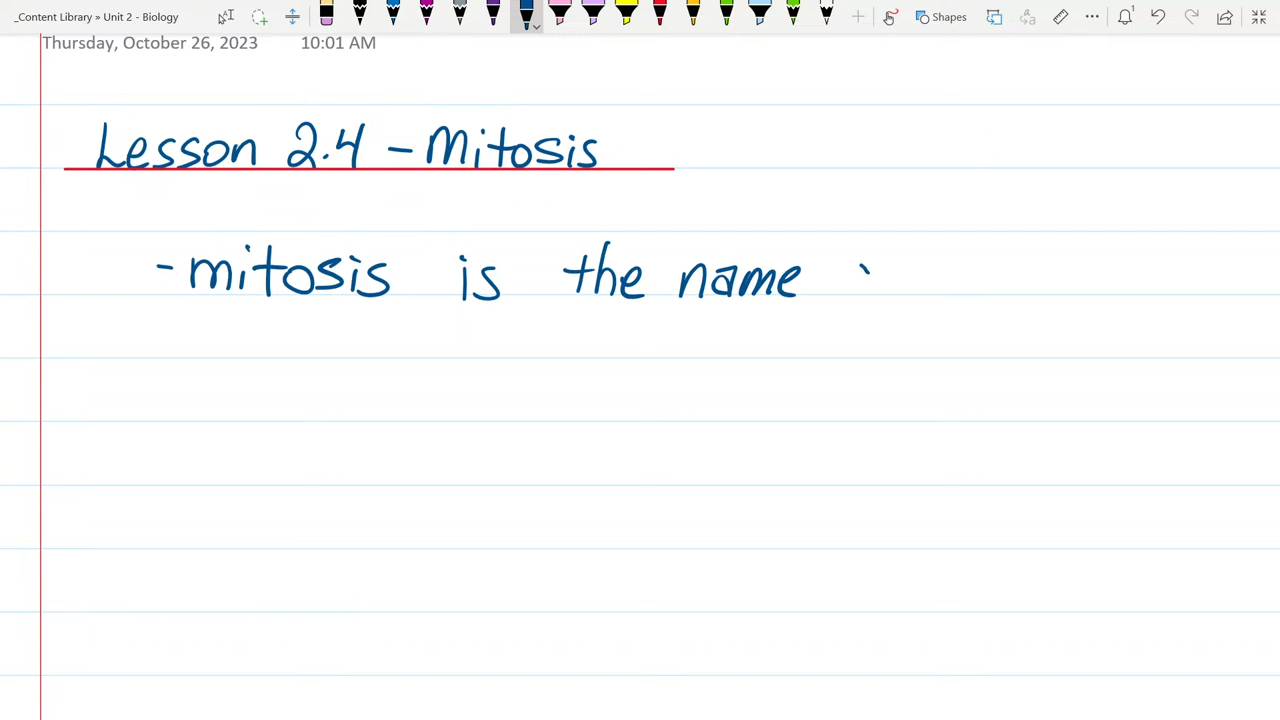 _Content Library » Unit 2 - Biology
Shapes
Thursday, October 26, 2023 10:01 AM
Lesson 2.4 - Mitosis
- mitosis is the name